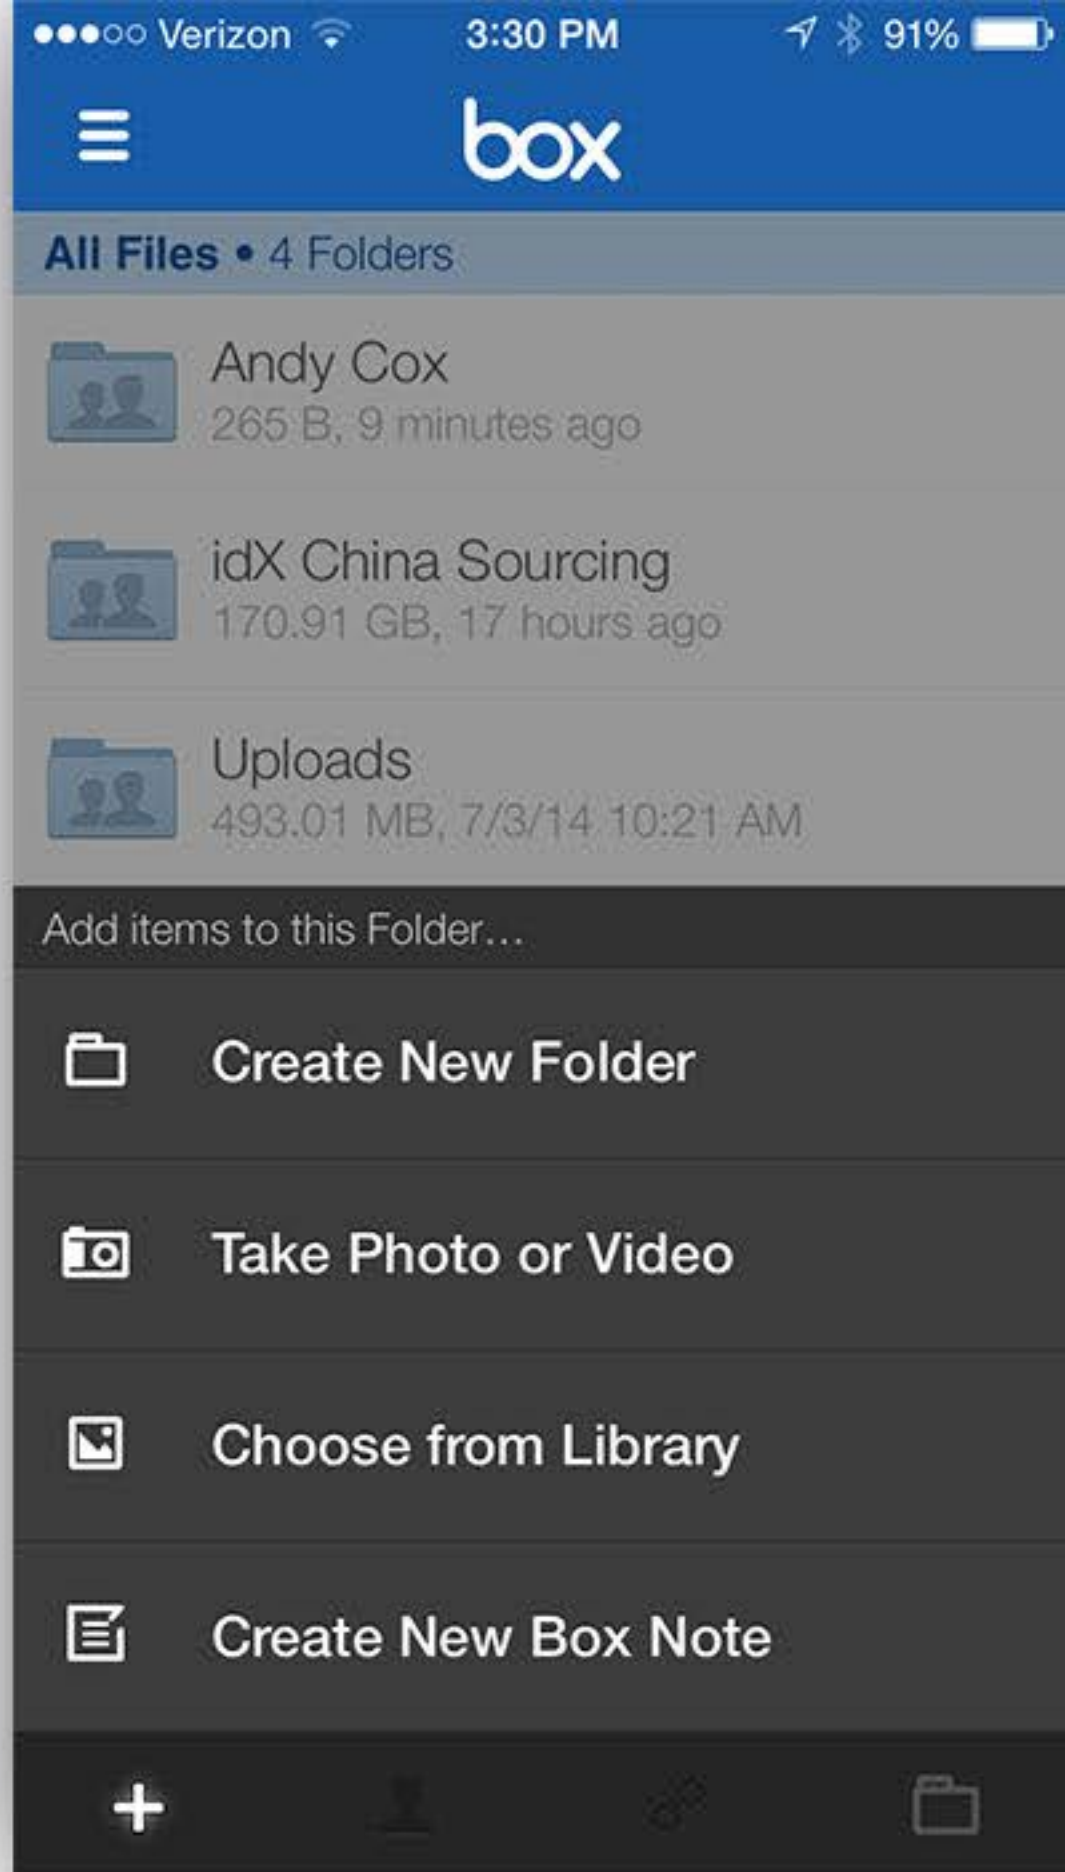 Verizon 3:30 PM 91%
box
All Files • 4 Folders
Andy Cox
265 B, 9 minutes ago
idX China Sourcing
170.91 GB, 17 hours ago
Uploads
493.01 MB, 7/3/14 10:21 AM
Add items to this Folder...
Create New Folder
Take Photo or Video
Choose from Library
Create New Box Note